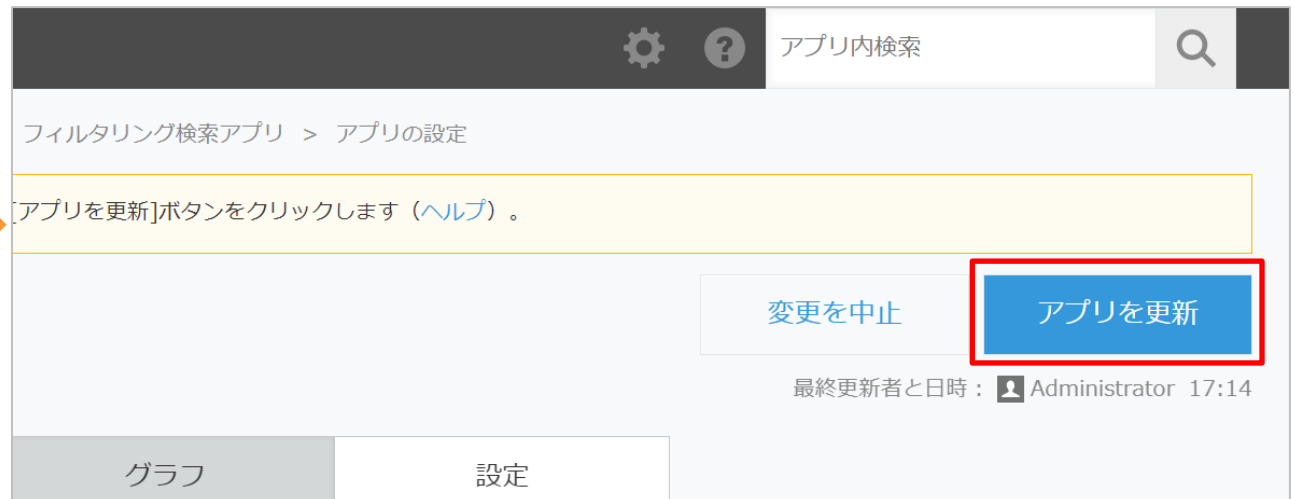 アプリ内検索
フィルタリング検索アプリ > アプリの設定
[アプリを更新]ボタンをクリックします(ヘルプ)。
変更を中止 アプリを更新
最終更新者と日時: Administrator 17:14
グラフ 設定